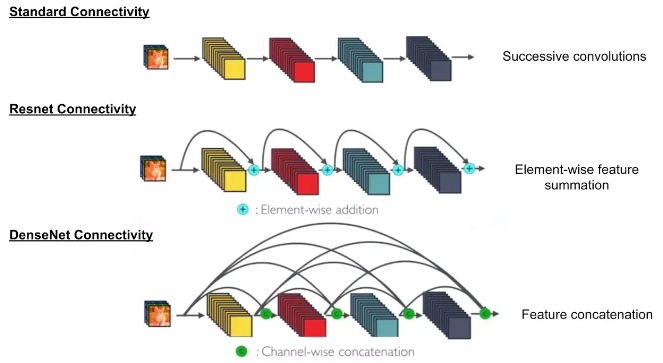 Standard Connectivity
Successive convolutions
Resnet Connectivity
Element-wise feature
summation
+ : Element-wise addition
DenseNet Connectivity
Feature concatenation
C : Channel-wise concatenation